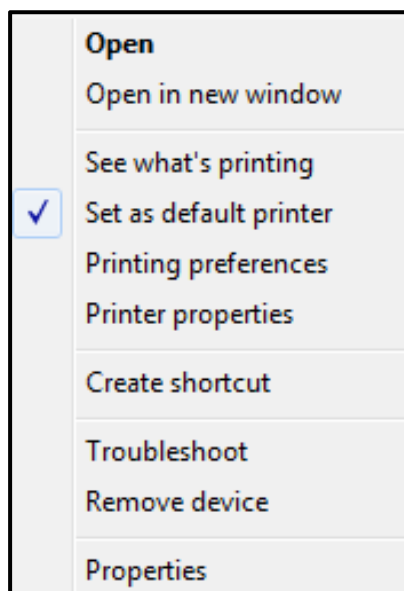 Open
Open in new window
See what's printing
Set as default printer
Printing preferences
Printer properties
Create shortcut
Troubleshoot
Remove device
Properties